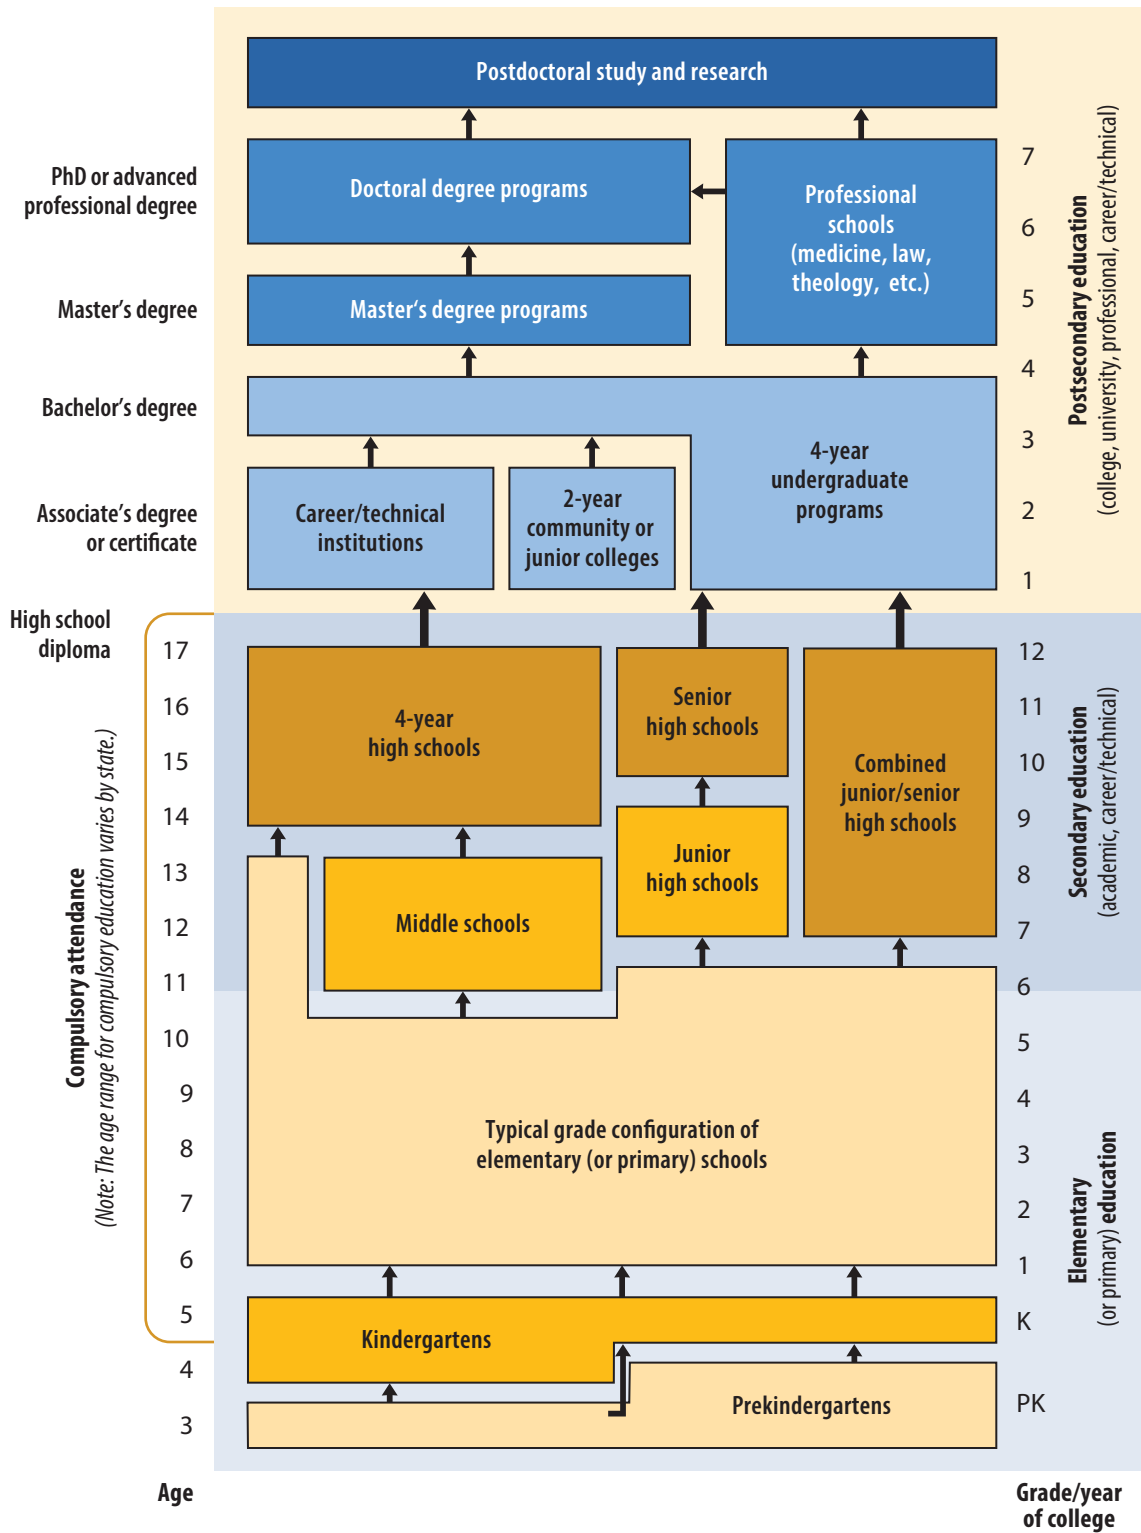 Postdoctoral study and research
PhD or advanced
professional degree
Doctoral degree programs
Professional
schools
(medicine, law,
theology, etc.)
7
6
Master's degree
Master's degree programs
5
4
Bachelor's degree
3
4-year
undergraduate
programs
Associate's degree
or certificate
Career/technical
institutions
2-year
community or
junior colleges
2
1
Postsecondary education
(college, university, professional, career/technical)
High school
diploma
17
16
15
14
13
12
11
10
9
8
7
6
5
4
3
Compulsory attendance
(Note: The age range for compulsory education varies by state.)
4-year
high schools
Senior
high schools
Combined
junior/senior
high schools
Junior
high schools
Middle schools
12
11
10
9
8
7
6
5
4
3
2
1
K
PK
Secondary education
(academic, career/technical)
Typical grade configuration of
elementary (or primary) schools
Elementary
(or primary) education
Kindergartens
Prekindergartens
Age
Grade/year
of college